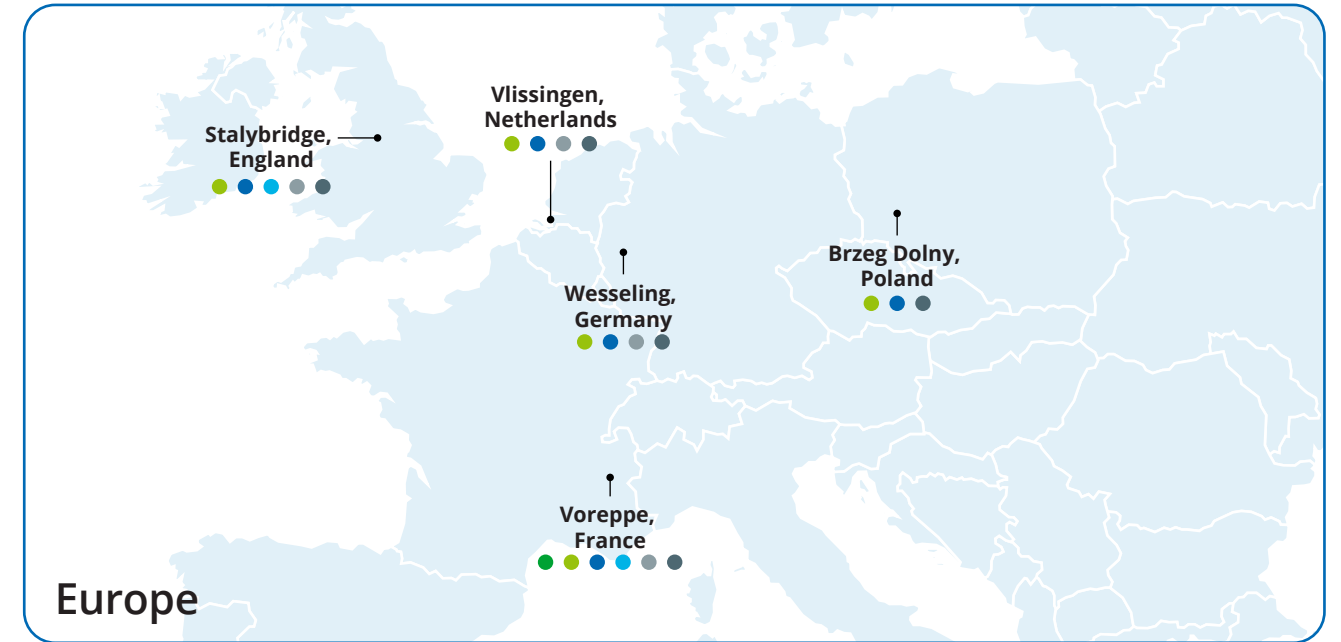 Vlissingen,
Netherlands
Stalybridge,
England
Brzeg Dolny,
Poland
Wesseling,
Germany
Voreppe,
France
Europe